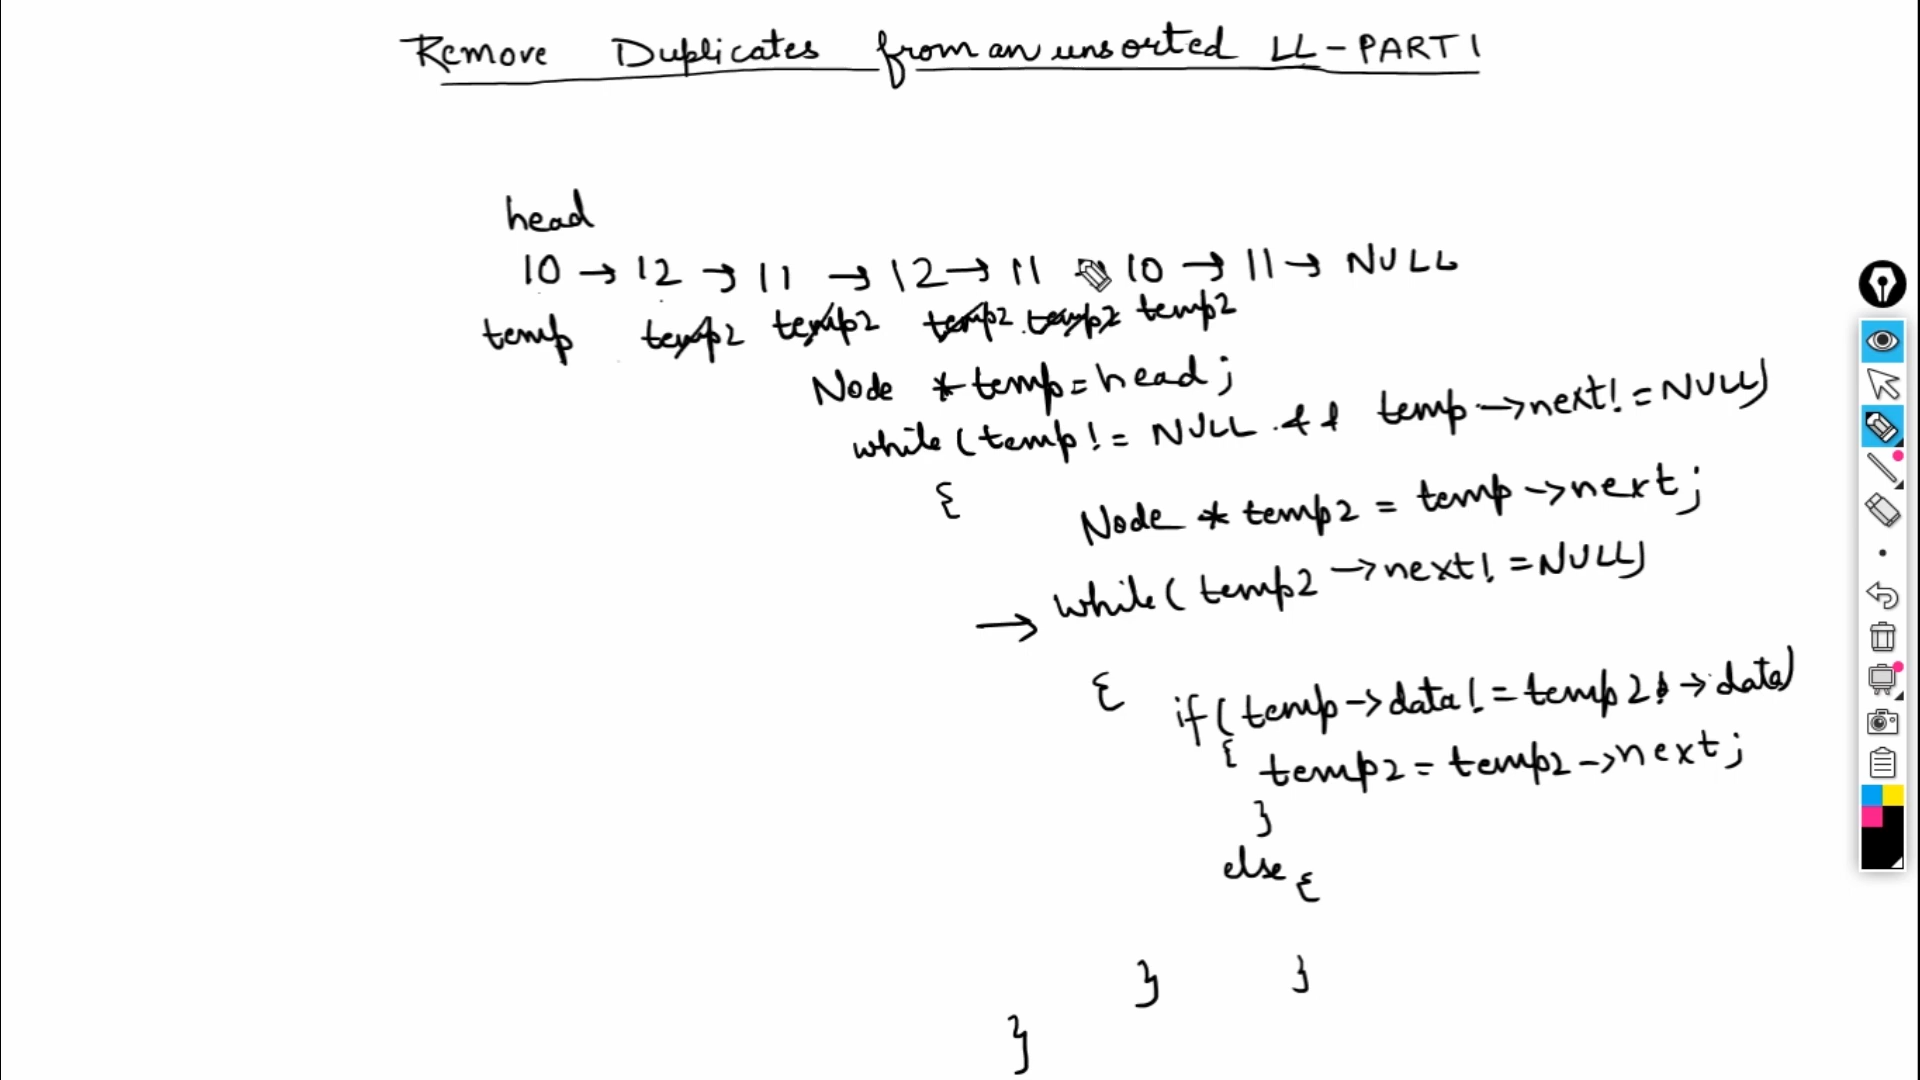 Remove Duplicates from an unsorted LL - PART 1
head
10 → 12 → 11 → 12 → 11 10 → 11 → NULL
temp temp2 temp2 temp2 temp2 temp2
Node * temp = head;
while (temp != NULL && temp → next != NULL)
{
Node * temp2 = temp → next;
→ while ( temp2 → next != NULL)
{ if ( temp → data != temp2 → data)
{ temp2 = temp2 → next;
}
else {
} }
}